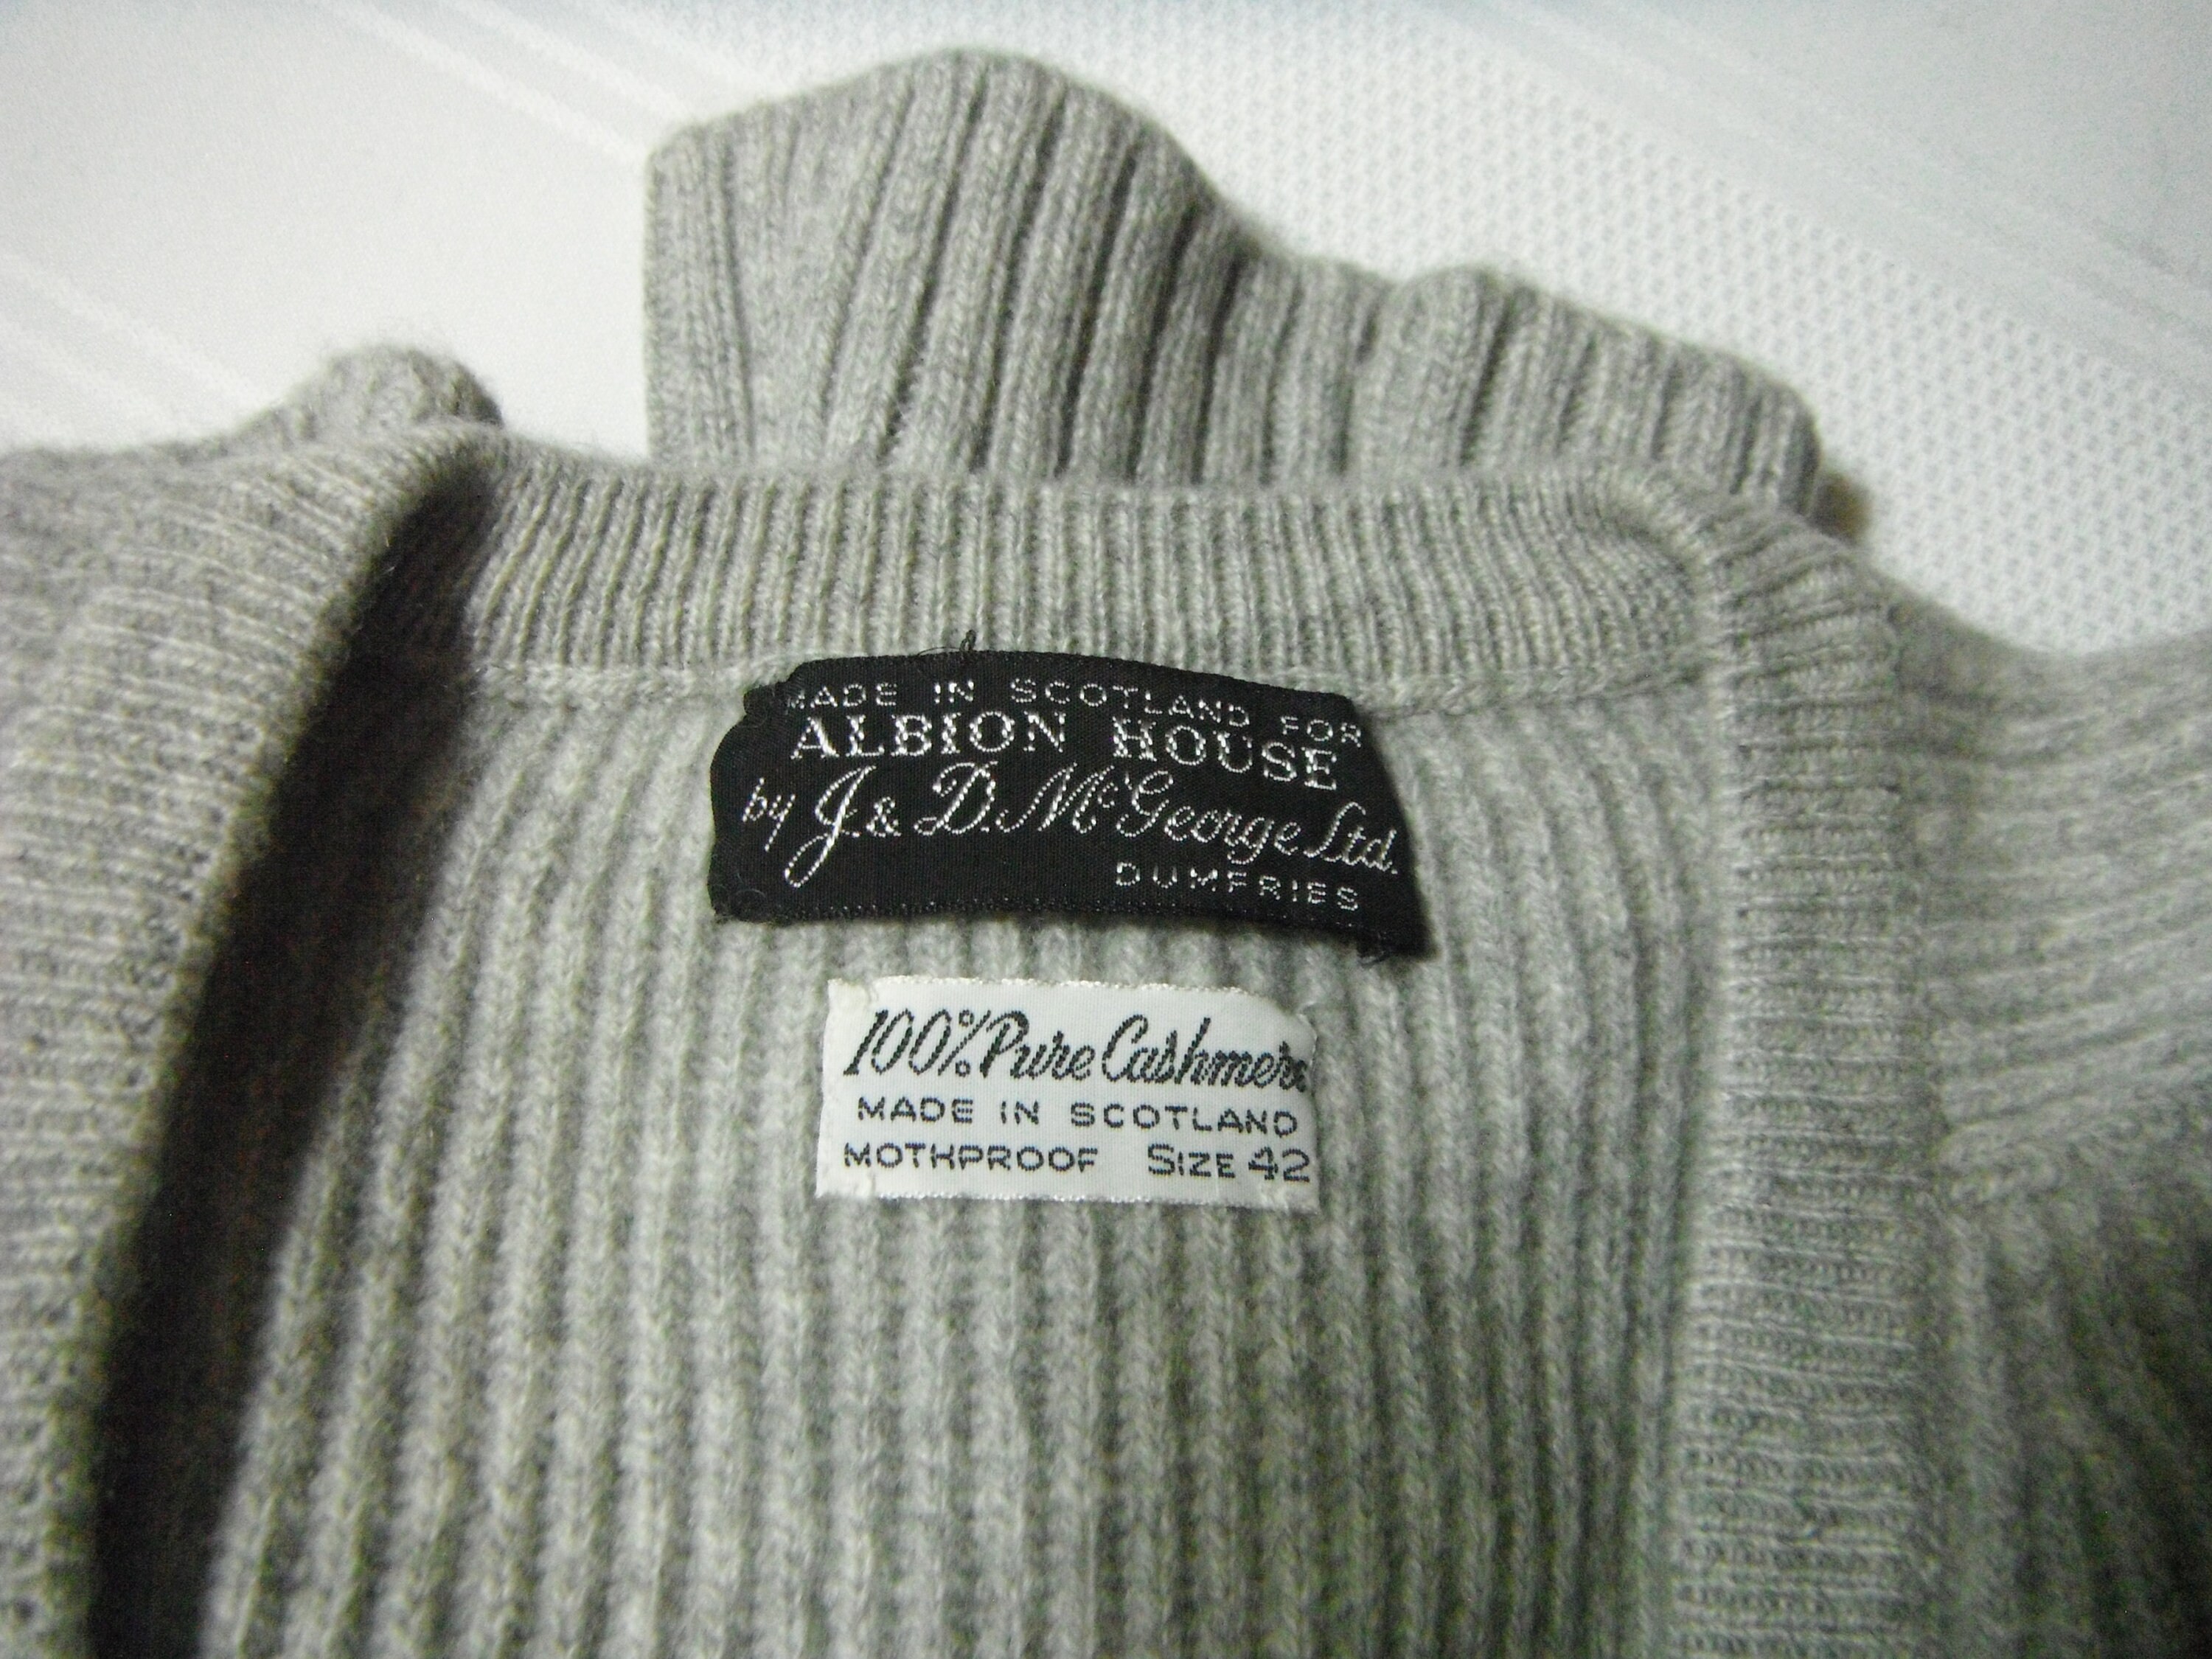 MADE IN SCOTLAND FOR
ALBION HOUSE
by J. & D. McGeorge Ltd.
DUMFRIES
100% Pure Cashmere
MADE IN SCOTLAND
MOTHPROOF SIZE 42